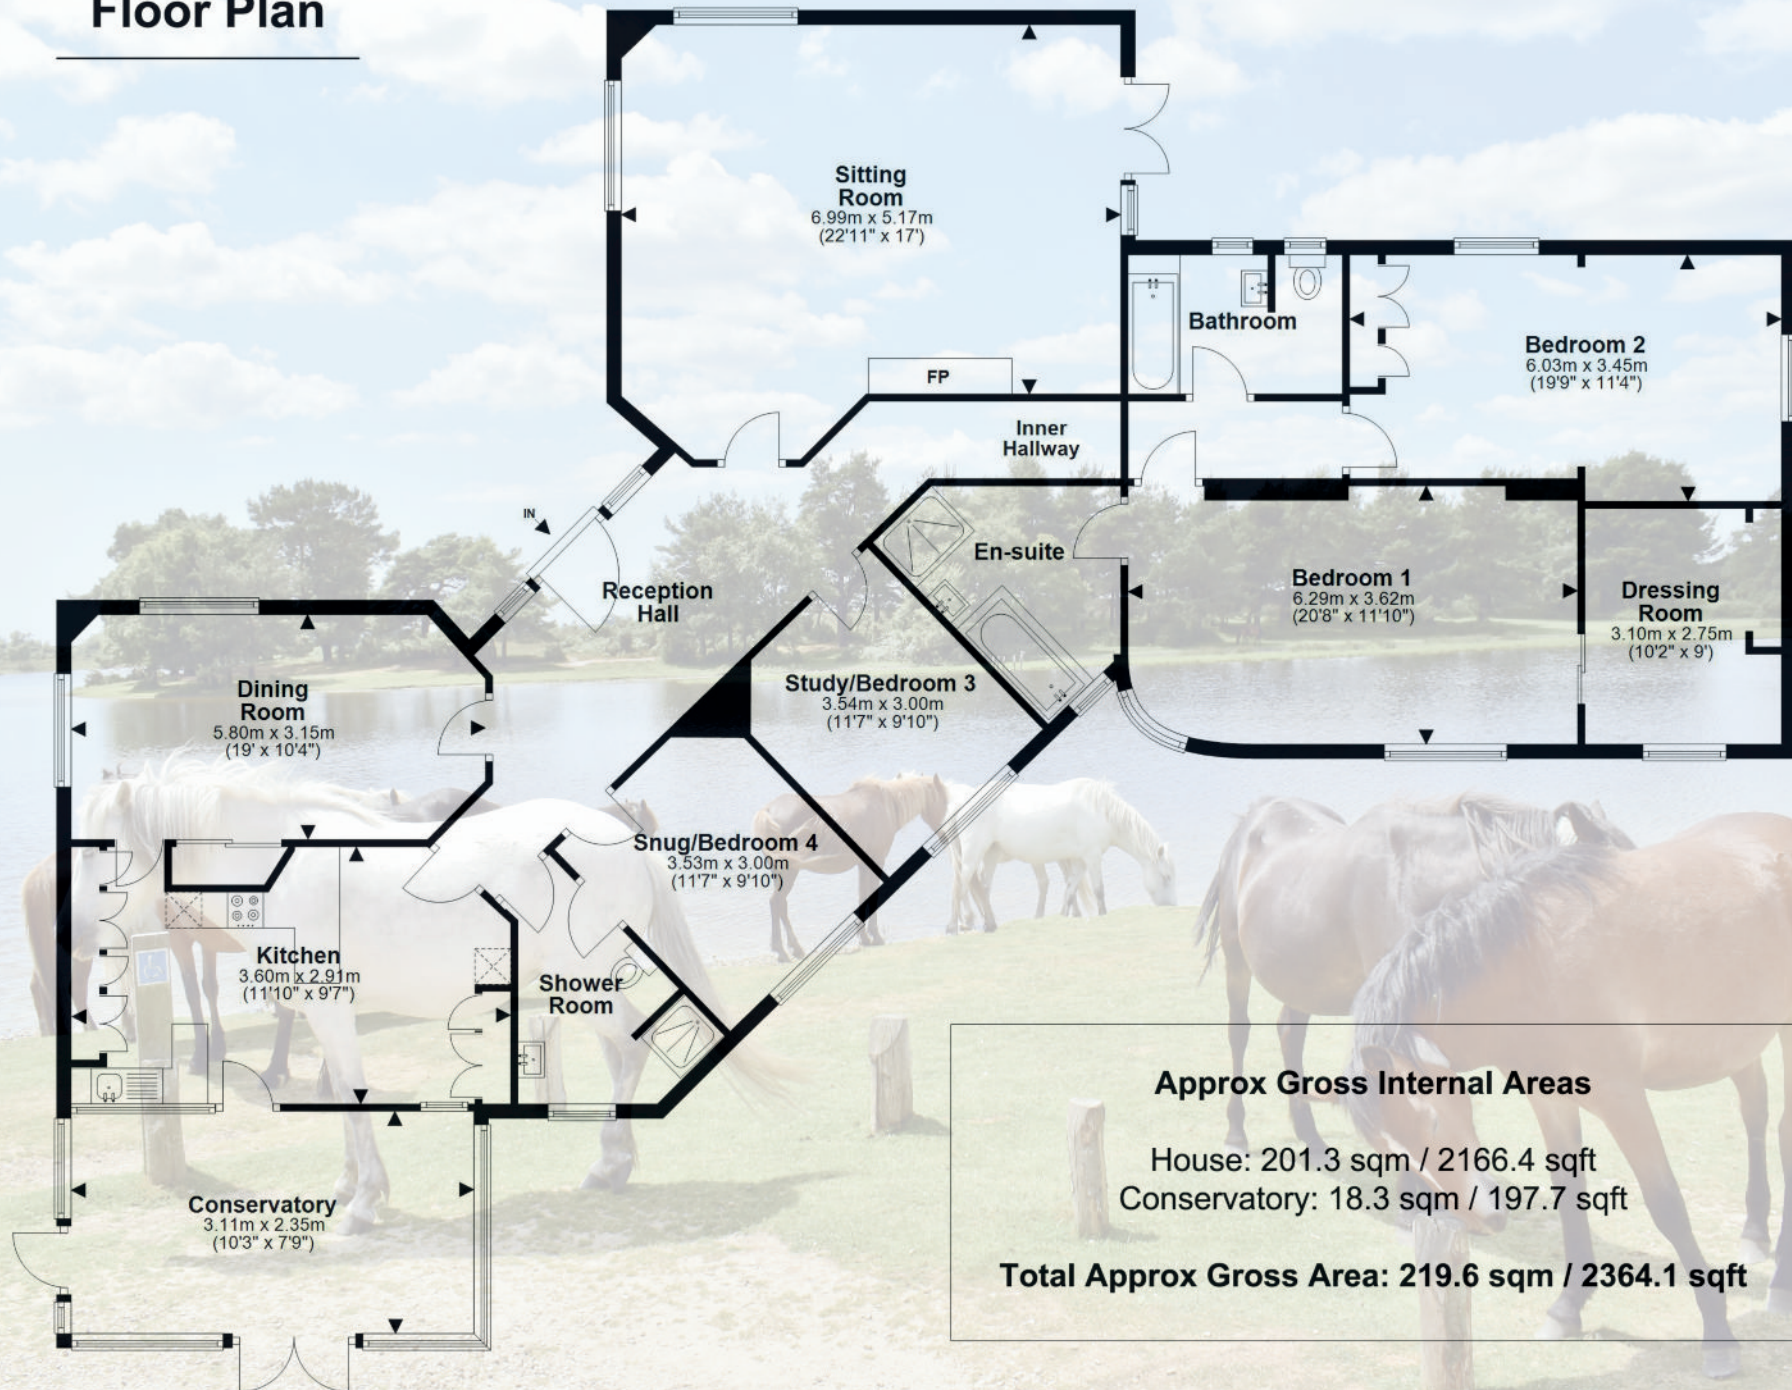 Floor Plan
Sitting
Room
6.99m x 5.17m
(22'11" x 17')
FP
Bathroom
Bedroom 2
6.03m x 3.45m
(19'9" x 11'4")
Inner
Hallway
IN
Reception
Hall
En-suite
Bedroom 1
6.29m x 3.62m
(20'8" x 11'10")
Dressing
Room
3.10m x 2.75m
(10'2" x 9')
Dining
Room
5.80m x 3.15m
(19' x 10'4")
Study/Bedroom 3
3.54m x 3.00m
(11'7" x 9'10")
Snug/Bedroom 4
3.53m x 3.00m
(11'7" x 9'10")
Kitchen
3.60m x 2.91m
(11'10" x 9'7")
Shower
Room
Conservatory
3.11m x 2.35m
(10'3" x 7'9")
Approx Gross Internal Areas
House: 201.3 sqm / 2166.4 sqft
Conservatory: 18.3 sqm / 197.7 sqft
Total Approx Gross Area: 219.6 sqm / 2364.1 sqft